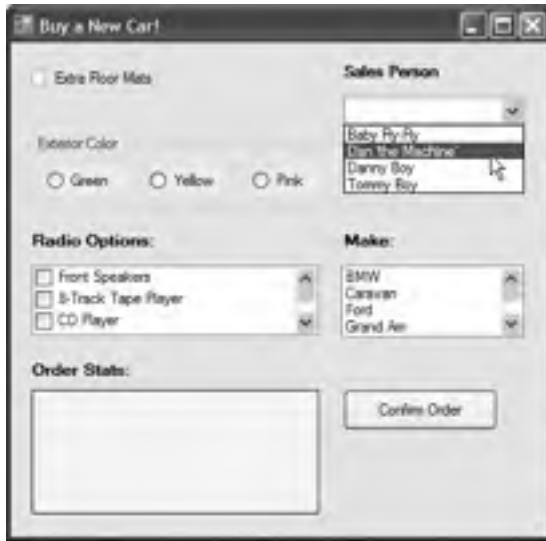 Buy a New Car!
Extra Floor Mats
Sales Person
Baby Ry-Ry
Dan 'the Machine'
Danny Boy
Tommy Boy
Exterior Color
Green
Yellow
Pink
Radio Options:
Front Speakers
8-Track Tape Player
CD Player
Make:
BMW
Caravan
Ford
Grand Am
Order Stats:
Confirm Order